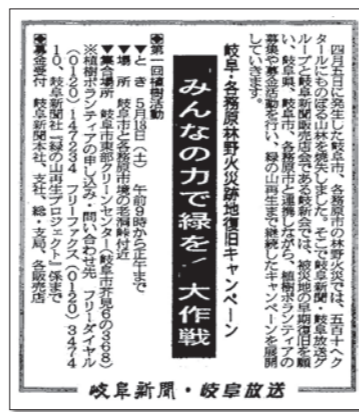 四月五日に発生した岐阜市、各務原市の林野火災では、五百十ヘク
タールにものぼる山林を焼失しました。そこで岐阜新聞・岐阜放送グ
ループと岐阜新聞販売店会である岐新会では、被災地の早期復旧を願
い、岐阜県、岐阜市、各務原市と連携しながら、植樹ボランティアの
募集や募金活動を行い、緑の山再生まで継続したキャンペーンを展開
していきます。
岐阜・各務原林野火災跡地復旧キャンペーン
みんなの力で緑を!大作戦
◆第一回植樹活動
▼とき 5月18日(土) 午前9時から正午まで
▼場所 岐阜市と各務原市境の老洞峠付近
▼集合場所 岐阜市東部クリーンセンター(岐阜市芥見6の368)
※植樹ボランティアの申し込み・問い合わせ先 フリーダイヤル
(0120)147234 フリーファクス(0120)3474
10、岐阜新聞社「緑の山再生プロジェクト」係まで
◆募金受付 岐阜新聞本社、支社、総・支局、各販売店
岐阜新聞・岐阜放送